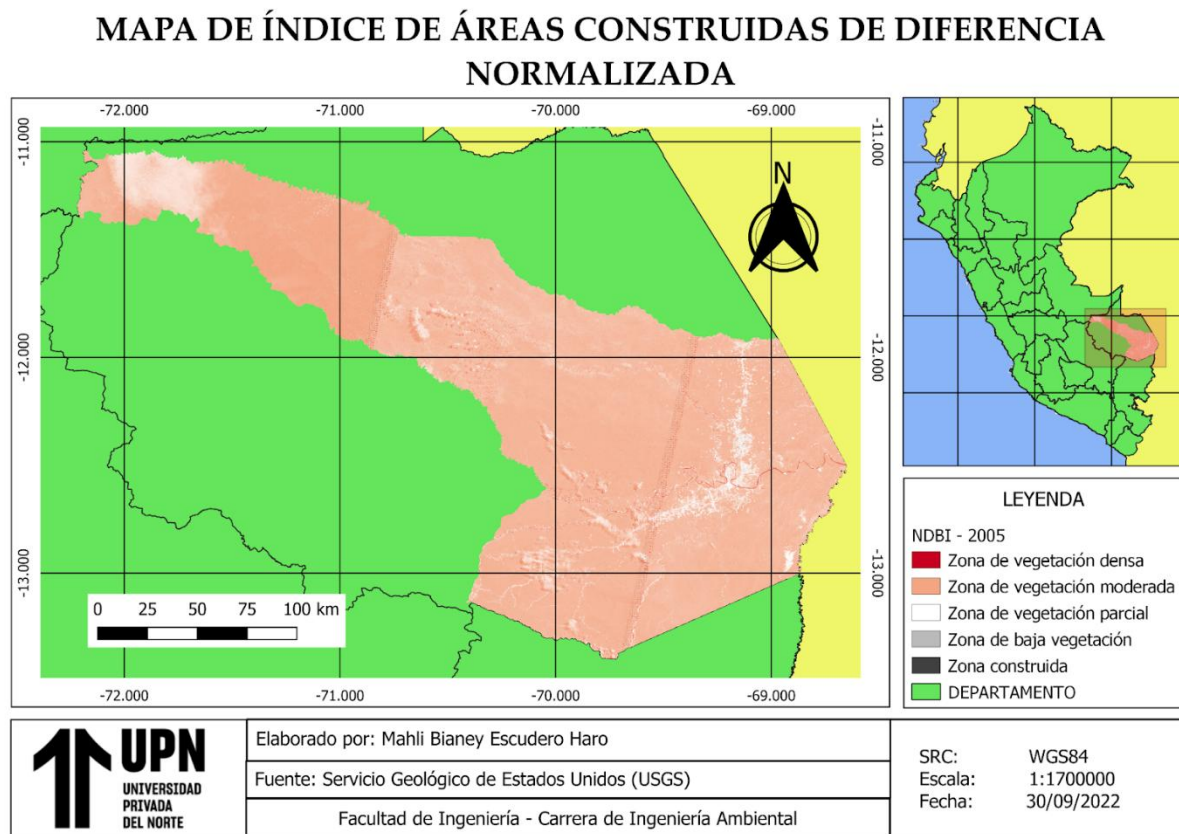 MAPA DE ÍNDICE DE ÁREAS CONSTRUIDAS DE DIFERENCIA
NORMALIZADA
-72.000
-71.000
-70.000
-69.000
-11.000
-12.000
-13.000
-11.000
-12.000
-13.000
N
0 25 50 75 100 km
-72.000
-71.000
-70.000
-69.000
LEYENDA
NDBI - 2005
Zona de vegetación densa
Zona de vegetación moderada
Zona de vegetación parcial
Zona de baja vegetación
Zona construida
DEPARTAMENTO
UPN
UNIVERSIDAD
PRIVADA
DEL NORTE
Elaborado por: Mahli Bianey Escudero Haro
Fuente: Servicio Geológico de Estados Unidos (USGS)
Facultad de Ingeniería - Carrera de Ingeniería Ambiental
SRC: WGS84
Escala: 1:1700000
Fecha: 30/09/2022